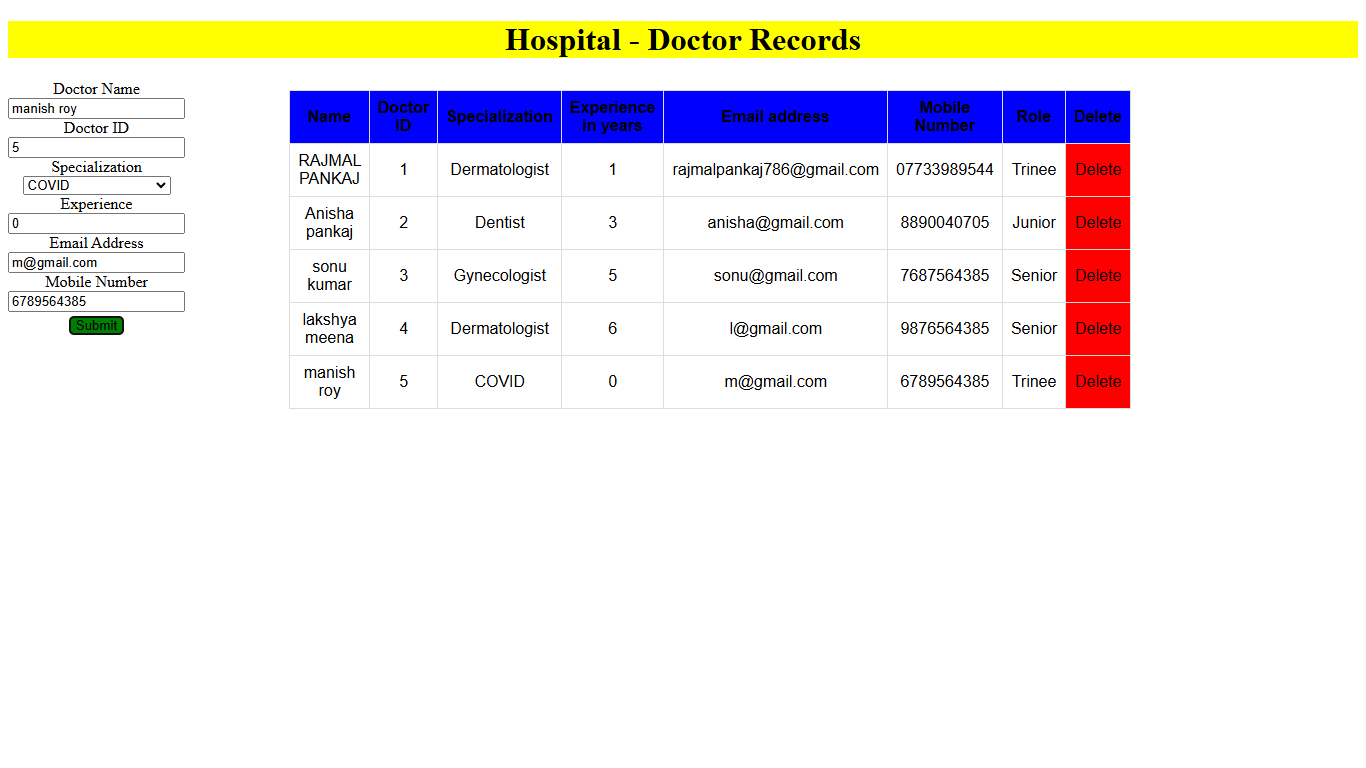 Hospital - Doctor Records
Doctor Name
manish roy
Doctor ID
5
Specialization
COVID
Experience
0
Email Address
m@gmail.com
Mobile Number
6789564385
Submit
Name Doctor ID Specialization Experience in years Email address Mobile Number Role Delete
RAJMAL PANKAJ 1 Dermatologist 1 rajmalpankaj786@gmail.com 07733989544 Trinee Delete
Anisha pankaj 2 Dentist 3 anisha@gmail.com 8890040705 Junior Delete
sonu kumar 3 Gynecologist 5 sonu@gmail.com 7687564385 Senior Delete
lakshya meena 4 Dermatologist 6 l@gmail.com 9876564385 Senior Delete
manish roy 5 COVID 0 m@gmail.com 6789564385 Trinee Delete